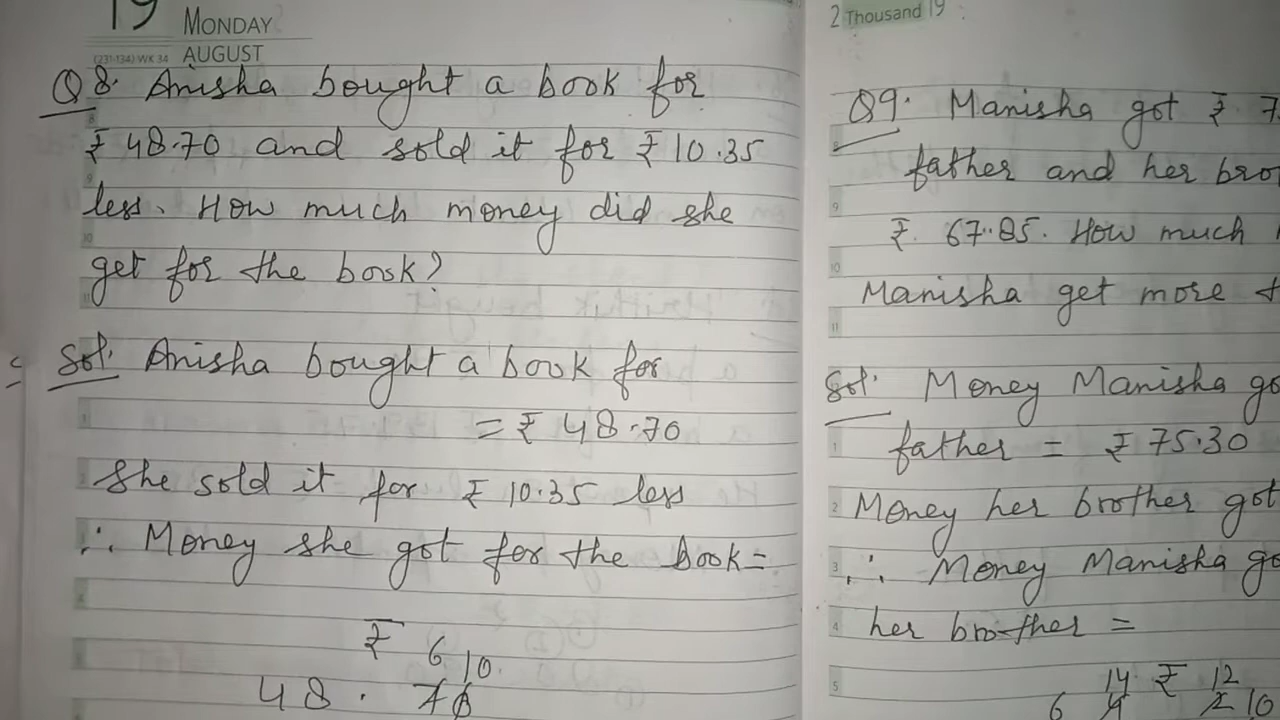 19 MONDAY
(231-134) WK 34 AUGUST
Q8. Anisha bought a book for
₹ 48.70 and sold it for ₹ 10.35
less. How much money did she
get for the book?
Sol. Anisha bought a book for
= ₹ 48.70
She sold it for ₹ 10.35 less
∴ Money she got for the book =
₹ 6 10
48 . 70
2 Thousand 19
Q9. Manisha got ₹ 7
father and her bro
₹. 67.85. How much
Manisha get more
Sol. Money Manisha go
father = ₹ 75.30
Money her brother got
∴ Money Manisha go
her brother =
14 ₹ 12
6 4 2 10